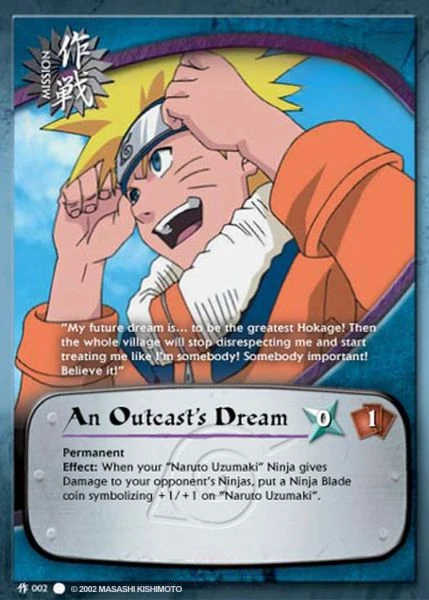 MISSION
作戦
"My future dream is... to be the greatest Hokage! Then
the whole village will stop disrespecting me and start
treating me like I'm somebody! Somebody important!
Believe it!"
An Outcast's Dream 0 1
Permanent
Effect: When your "Naruto Uzumaki" Ninja gives
Damage to your opponent's Ninjas, put a Ninja Blade
coin symbolizing +1/+1 on "Naruto Uzumaki".
作 002 © 2002 MASASHI KISHIMOTO